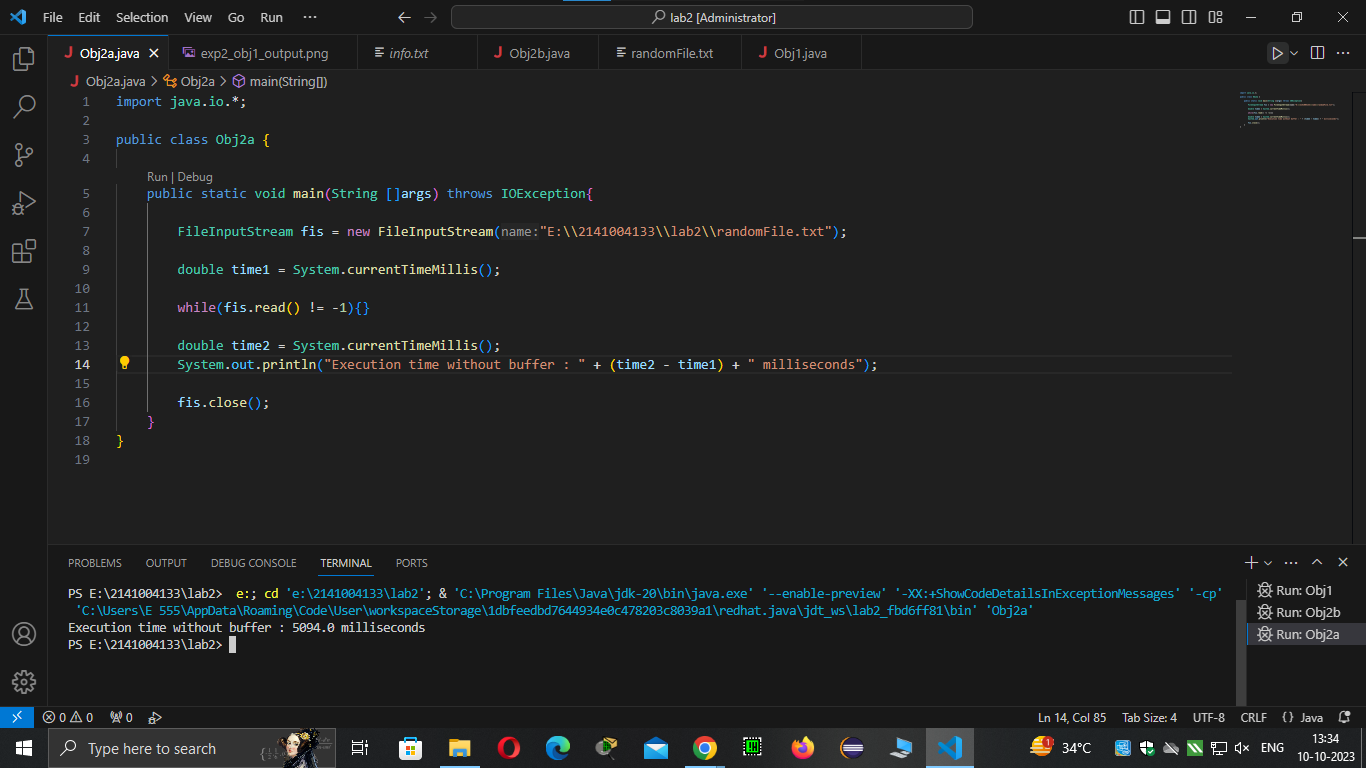 File Edit Selection View Go Run ··· lab2 [Administrator]
Obj2a.java exp2_obj1_output.png info.txt Obj2b.java randomFile.txt Obj1.java
Obj2a.java > Obj2a > main(String[])
1 import java.io.*;
2
3 public class Obj2a {
4
Run | Debug
5 public static void main(String []args) throws IOException{
6
7 FileInputStream fis = new FileInputStream(name:"E:\\2141004133\\lab2\\randomFile.txt");
8
9 double time1 = System.currentTimeMillis();
10
11 while(fis.read() != -1){}
12
13 double time2 = System.currentTimeMillis();
14 System.out.println("Execution time without buffer : " + (time2 - time1) + " milliseconds");
15
16 fis.close();
17 }
18 }
19
PROBLEMS OUTPUT DEBUG CONSOLE TERMINAL PORTS
PS E:\2141004133\lab2> e:; cd 'e:\2141004133\lab2'; & 'C:\Program Files\Java\jdk-20\bin\java.exe' '--enable-preview' '-XX:+ShowCodeDetailsInExceptionMessages' '-cp'
'C:\Users\E 555\AppData\Roaming\Code\User\workspaceStorage\1dbfeedbd7644934e0c478203c8039a1\redhat.java\jdt_ws\lab2_fbd6ff81\bin' 'Obj2a'
Execution time without buffer : 5094.0 milliseconds
PS E:\2141004133\lab2>
Run: Obj1
Run: Obj2b
Run: Obj2a
0 0 0 Ln 14, Col 85 Tab Size: 4 UTF-8 CRLF {} Java
Type here to search 1 34°C ENG 13:34
10-10-2023